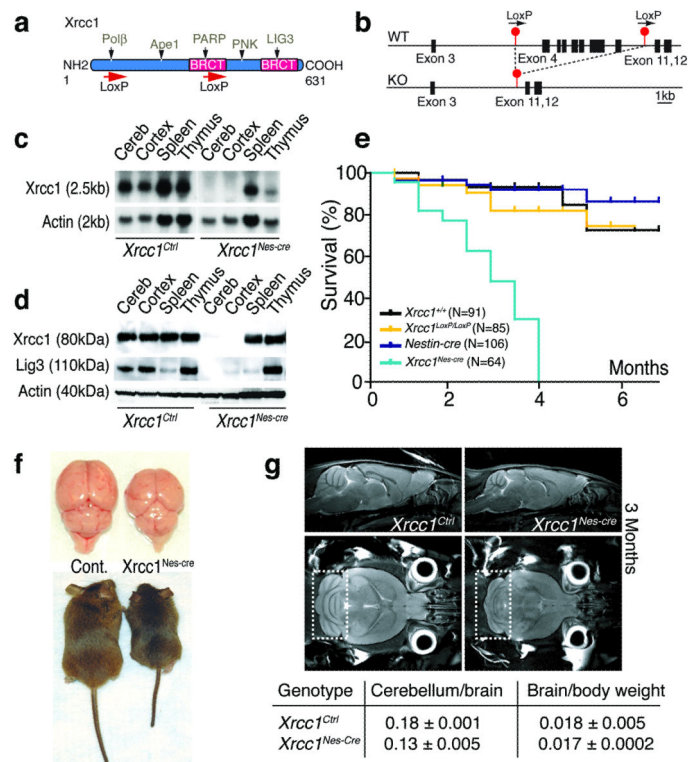 a
Xrcc1
Polβ Ape1 PARP PNK LIG3
NH2 BRCT BRCT COOH
1 631
LoxP LoxP
b
LoxP LoxP
WT
Exon 3 Exon 4 Exon 11,12
KO
Exon 3 Exon 11,12 1kb
c
Cereb Cortex Spleen Thymus Cereb Cortex Spleen Thymus
Xrcc1 (2.5kb)
Actin (2kb)
Xrcc1Ctrl Xrcc1Nes-cre
d
Cereb Cortex Spleen Thymus Cereb Cortex Spleen Thymus
Xrcc1 (80kDa)
Lig3 (110kDa)
Actin (40kDa)
Xrcc1Ctrl Xrcc1Nes-cre
e
Survival (%)
100
80
60
40
20
0
Xrcc1+/+ (N=91)
Xrcc1LoxP/LoxP (N=85)
Nestin-cre (N=106)
Xrcc1Nes-cre (N=64)
Months
0 2 4 6
f
Cont. Xrcc1Nes-cre
g
Xrcc1Ctrl Xrcc1Nes-cre
3 Months
Genotype Cerebellum/brain Brain/body weight
Xrcc1Ctrl 0.18 ± 0.001 0.018 ± 0.005
Xrcc1Nes-Cre 0.13 ± 0.005 0.017 ± 0.0002